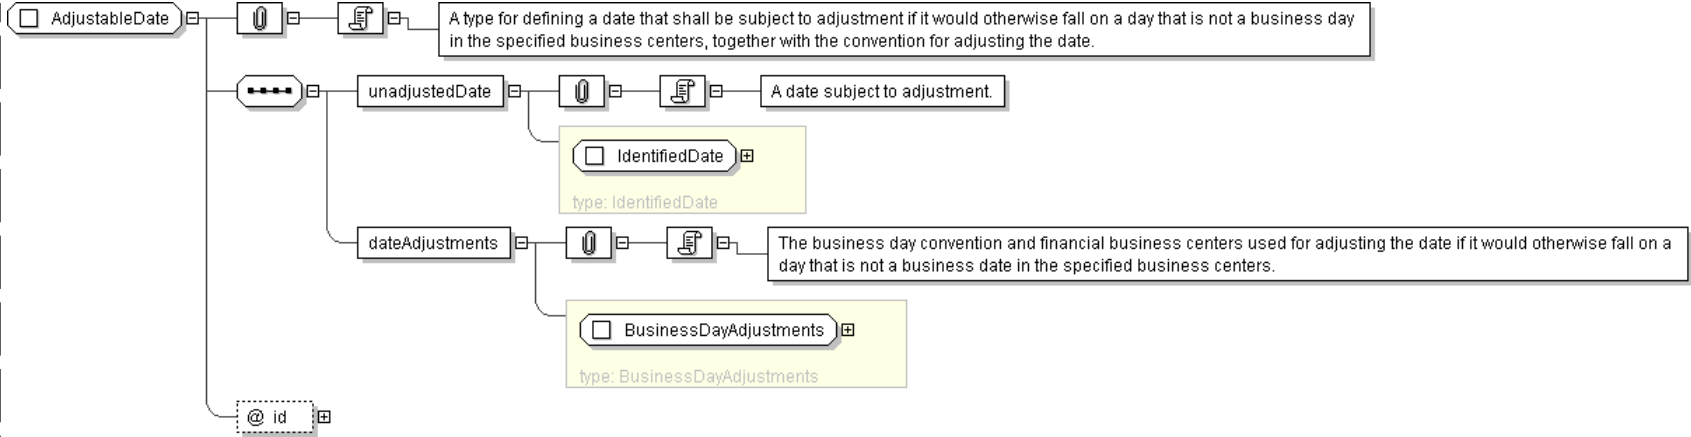 AdjustableDate
A type for defining a date that shall be subject to adjustment if it would otherwise fall on a day that is not a business day
in the specified business centers, together with the convention for adjusting the date.
unadjustedDate
A date subject to adjustment.
IdentifiedDate
type: IdentifiedDate
dateAdjustments
The business day convention and financial business centers used for adjusting the date if it would otherwise fall on a
day that is not a business date in the specified business centers.
BusinessDayAdjustments
type: BusinessDayAdjustments
@ id